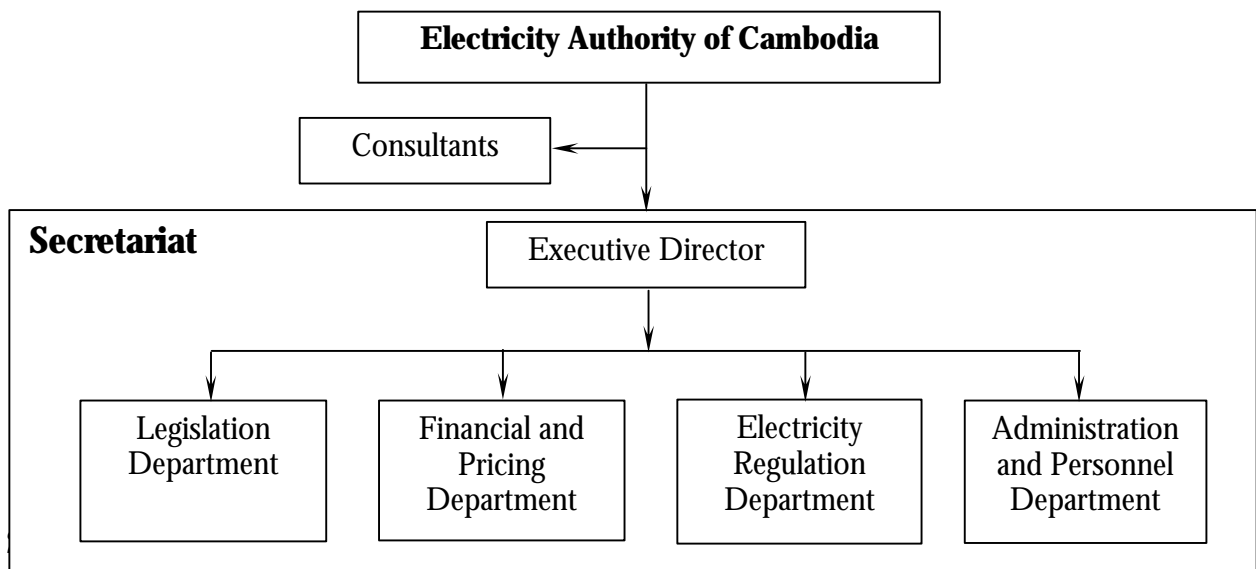 Electricity Authority of Cambodia
Consultants
Secretariat
Executive Director
Legislation
Department
Financial and
Pricing
Department
Electricity
Regulation
Department
Administration
and Personnel
Department